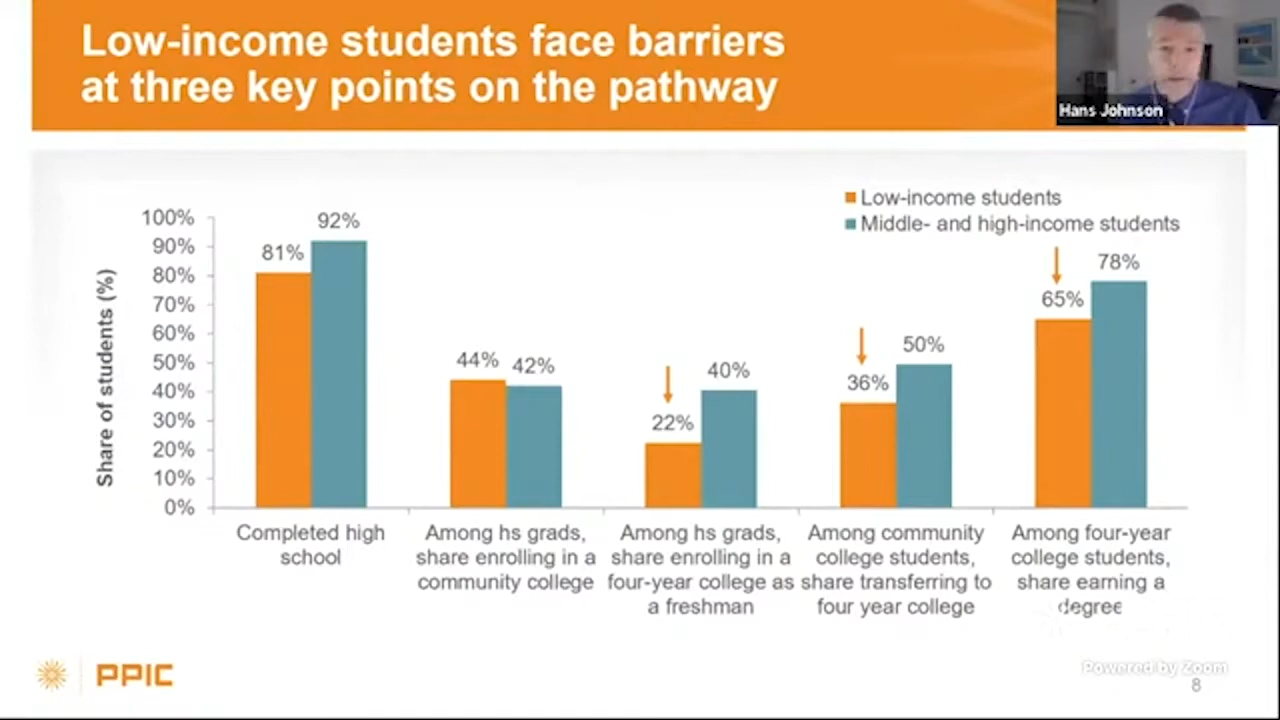 Low-income students face barriers
at three key points on the pathway
Hans Johnson
Low-income students
Middle- and high-income students
Share of students (%)
100%
90%
80%
70%
60%
50%
40%
30%
20%
10%
0%
81%
92%
44%
42%
22%
40%
36%
50%
65%
78%
Completed high
school
Among hs grads,
share enrolling in a
community college
Among hs grads,
share enrolling in a
four-year college as
a freshman
Among community
college students,
share transferring to
four year college
Among four-year
college students,
share earning a
degree
PPIC
Powered by Zoom
8